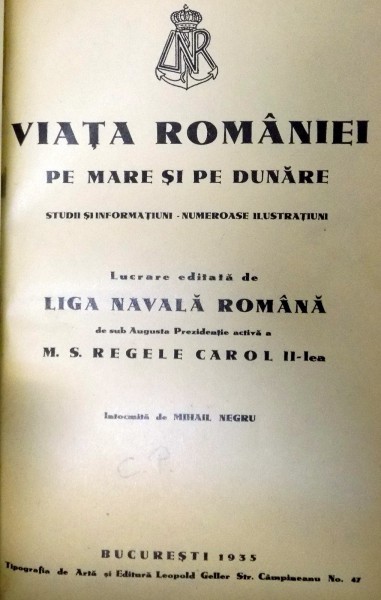 LNR
VIAȚA ROMÂNIEI
PE MARE ȘI PE DUNĂRE
STUDII ȘI INFORMAȚIUNI - NUMEROASE ILUSTRAȚIUNI
Lucrare editată de
LIGA NAVALĂ ROMÂNĂ
de sub Augusta Prezidenție activă a
M. S. REGELE CAROL II-lea
Intocmită de MIHAIL NEGRU
C.P.
BUCUREȘTI 1935
Tipografia de Artă și Editură Leopold Geller Str. Câmpineanu No. 47